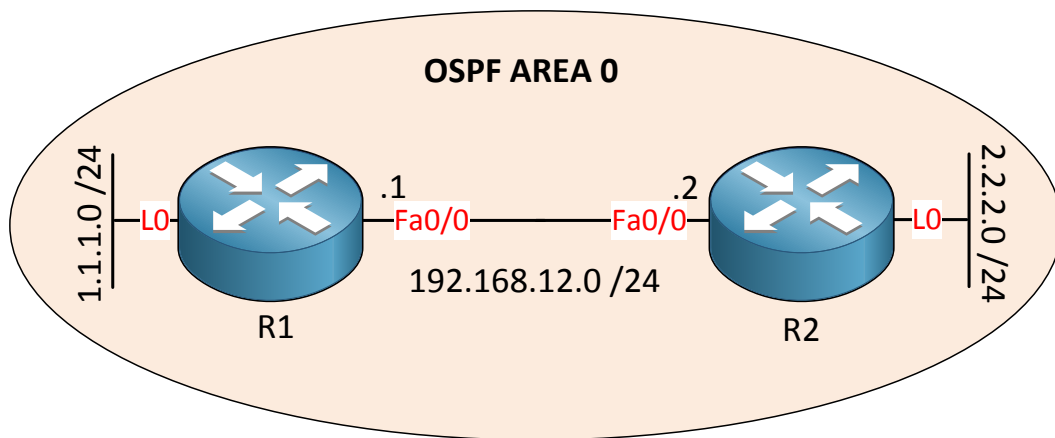 OSPF AREA 0
1.1.1.0 /24
L0
.1
Fa0/0
Fa0/0
.2
L0
2.2.2.0 /24
192.168.12.0 /24
R1
R2